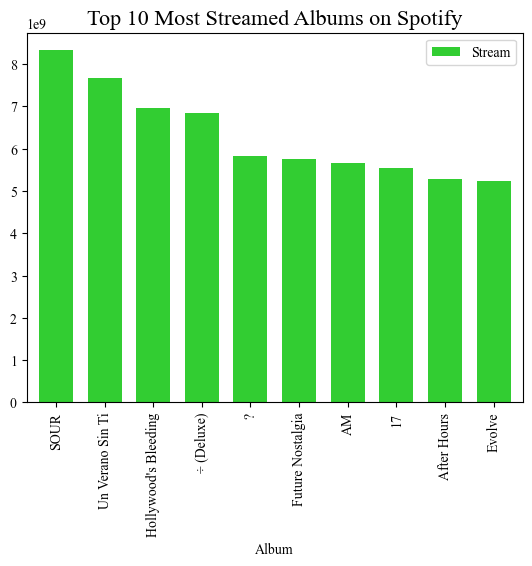 Top 10 Most Streamed Albums on Spotify
1e9
Stream
8
7
6
5
4
3
2
1
0
SOUR
Un Verano Sin Ti
Hollywood's Bleeding
÷ (Deluxe)
?
Future Nostalgia
AM
17
After Hours
Evolve
Album